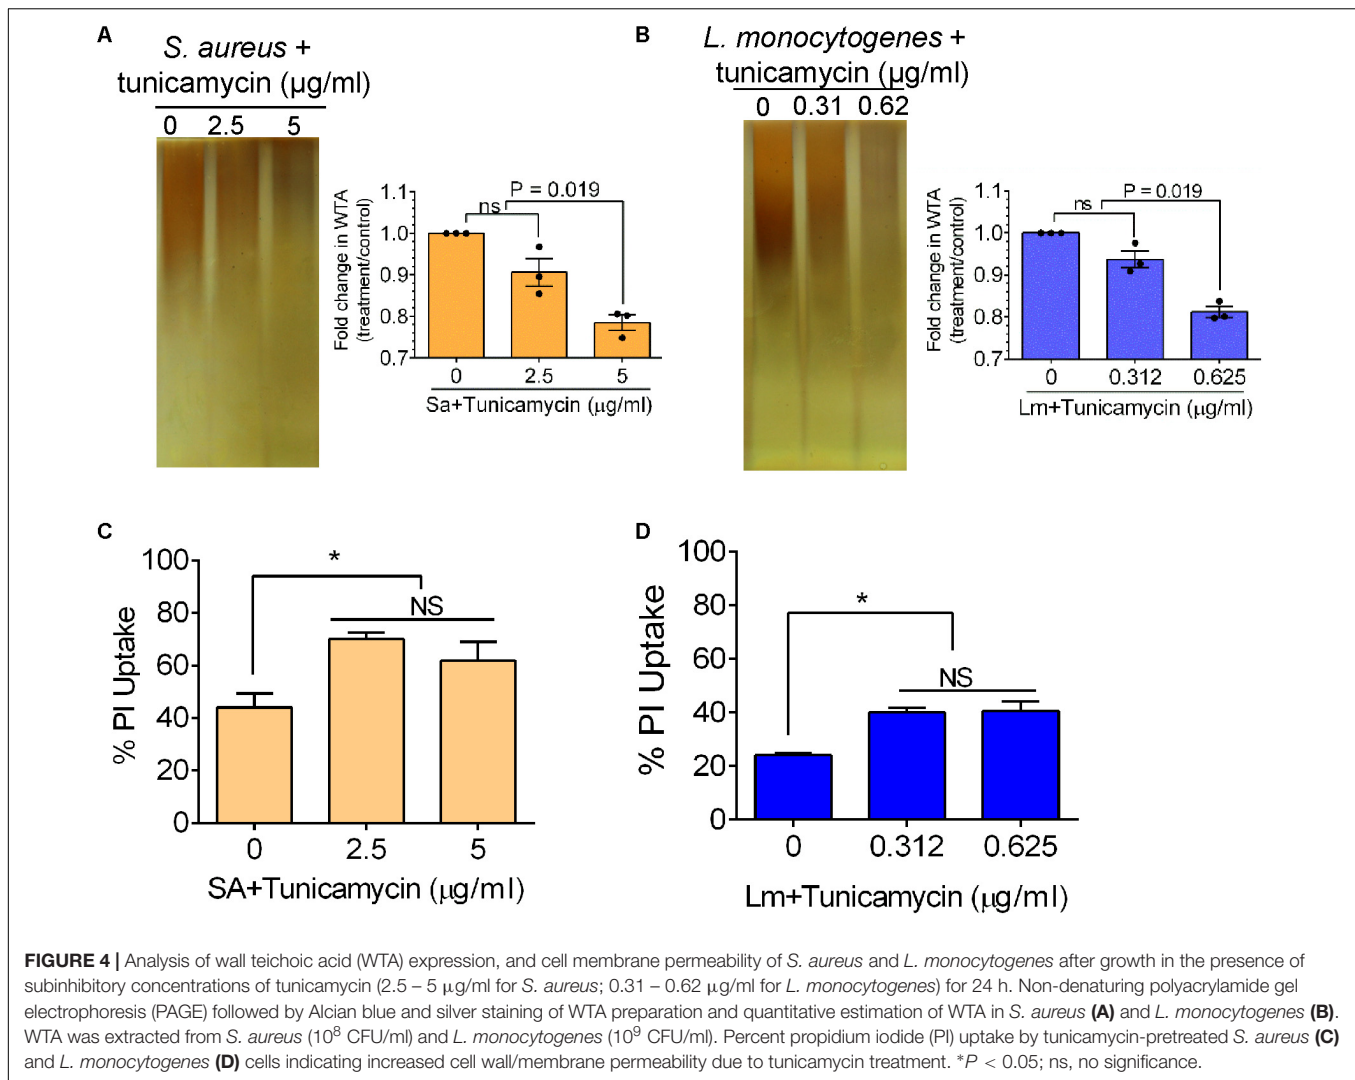 A
S. aureus +
tunicamycin (µg/ml)
0 2.5 5
1.1
1.0
0.9
0.8
0.7
Fold change in WTA
(treatment/control)
ns
P = 0.019
0 2.5 5
Sa+Tunicamycin (µg/ml)
B
L. monocytogenes +
tunicamycin (µg/ml)
0 0.31 0.62
1.1
1.0
0.9
0.8
0.7
Fold change in WTA
(treatment/control)
ns
P = 0.019
0 0.312 0.625
Lm+Tunicamycin (µg/ml)
C
100
80
60
40
20
0
% PI Uptake
*
NS
0 2.5 5
SA+Tunicamycin (µg/ml)
D
100
80
60
40
20
0
% PI Uptake
*
NS
0 0.312 0.625
Lm+Tunicamycin (µg/ml)
FIGURE 4 | Analysis of wall teichoic acid (WTA) expression, and cell membrane permeability of S. aureus and L. monocytogenes after growth in the presence of
subinhibitory concentrations of tunicamycin (2.5 – 5 µg/ml for S. aureus; 0.31 – 0.62 µg/ml for L. monocytogenes) for 24 h. Non-denaturing polyacrylamide gel
electrophoresis (PAGE) followed by Alcian blue and silver staining of WTA preparation and quantitative estimation of WTA in S. aureus (A) and L. monocytogenes (B).
WTA was extracted from S. aureus (10⁸ CFU/ml) and L. monocytogenes (10⁹ CFU/ml). Percent propidium iodide (PI) uptake by tunicamycin-pretreated S. aureus (C)
and L. monocytogenes (D) cells indicating increased cell wall/membrane permeability due to tunicamycin treatment. *P < 0.05; ns, no significance.